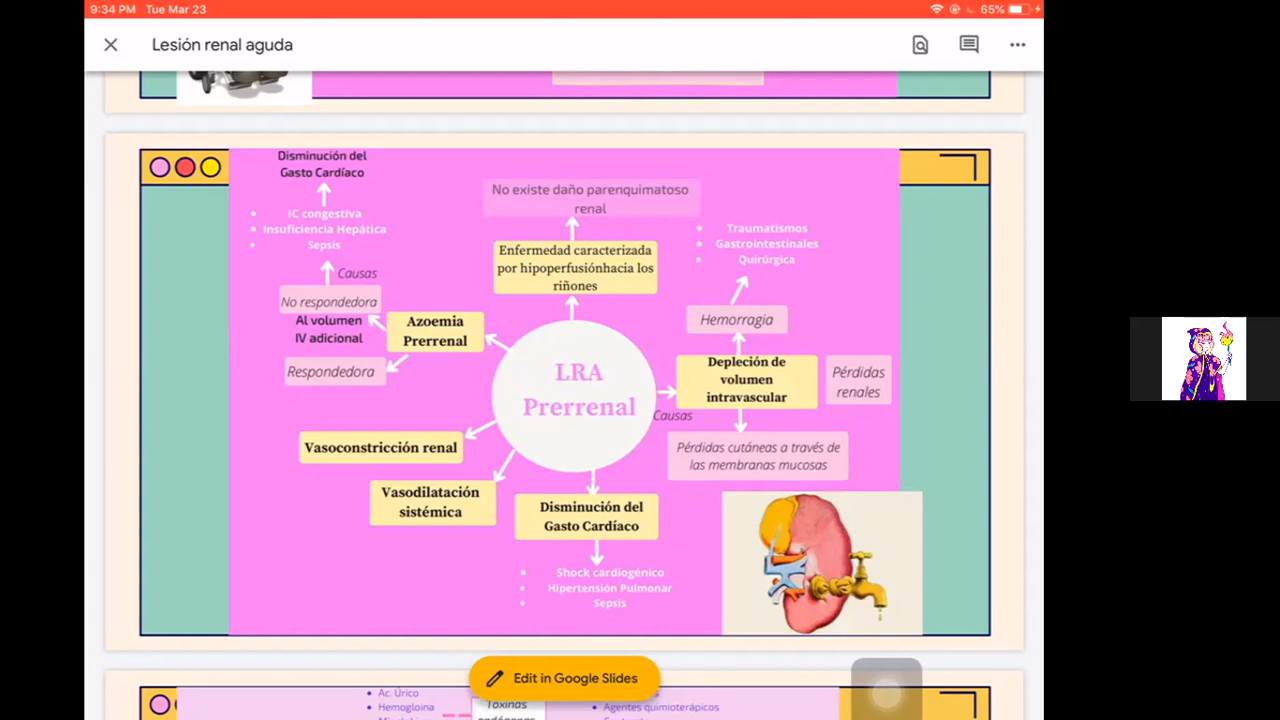 9:34 PM Tue Mar 23
65%
Lesión renal aguda
Disminución del
Gasto Cardíaco
IC congestiva
Insuficiencia Hepática
Sepsis
Causas
No respondedora
Al volumen
IV adicional
Respondedora
Azoemia
Prerrenal
No existe daño parenquimatoso
renal
Enfermedad caracterizada
por hipoperfusiónhacia los
riñones
Traumatismos
Gastrointestinales
Quirúrgica
Hemorragia
LRA
Prerrenal
Depleción de
volumen
intravascular
Pérdidas
renales
Causas
Pérdidas cutáneas a través de
las membranas mucosas
Vasoconstricción renal
Vasodilatación
sistémica
Disminución del
Gasto Cardíaco
Shock cardiogénico
Hipertensión Pulmonar
Sepsis
Edit in Google Slides
Ac. Úrico
Hemogloina
Toxinas
Agentes quimioterápicos